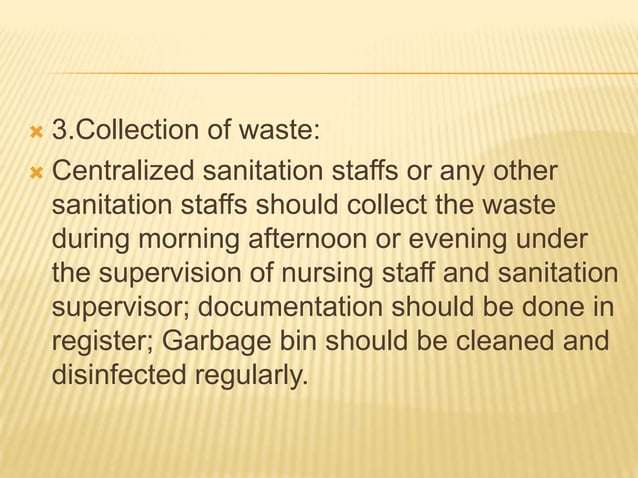 3.Collection of waste:
Centralized sanitation staffs or any other
sanitation staffs should collect the waste
during morning afternoon or evening under
the supervision of nursing staff and sanitation
supervisor; documentation should be done in
register; Garbage bin should be cleaned and
disinfected regularly.